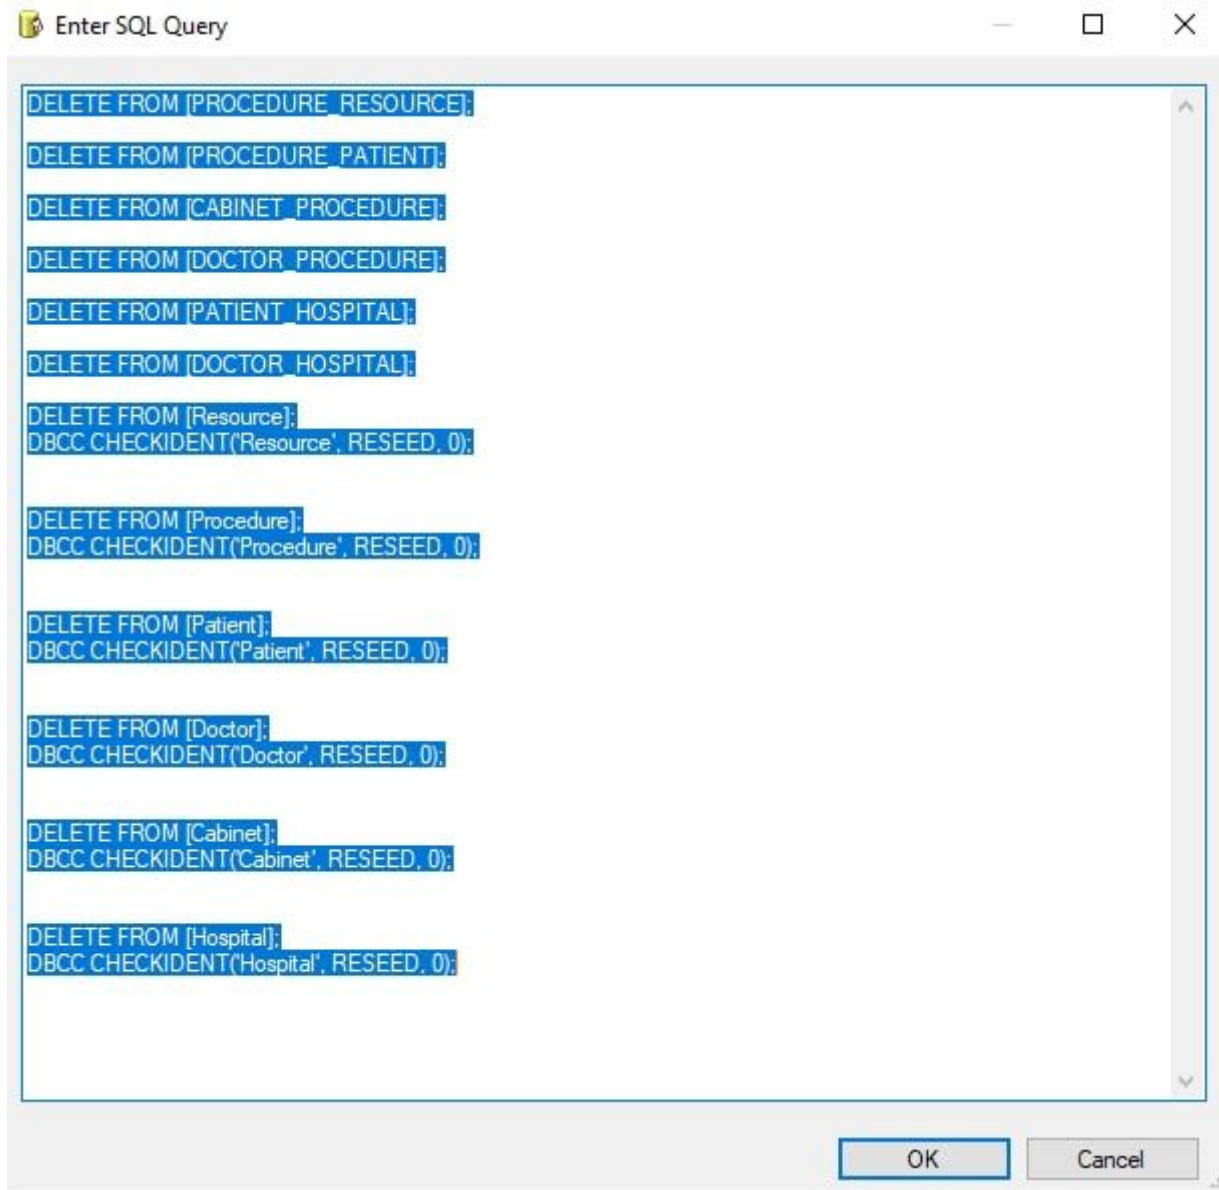 Enter SQL Query
DELETE FROM [PROCEDURE_RESOURCE];
DELETE FROM [PROCEDURE_PATIENT];
DELETE FROM [CABINET_PROCEDURE];
DELETE FROM [DOCTOR_PROCEDURE];
DELETE FROM [PATIENT_HOSPITAL];
DELETE FROM [DOCTOR_HOSPITAL];
DELETE FROM [Resource];
DBCC CHECKIDENT('Resource', RESEED, 0);
DELETE FROM [Procedure];
DBCC CHECKIDENT('Procedure', RESEED, 0);
DELETE FROM [Patient];
DBCC CHECKIDENT('Patient', RESEED, 0);
DELETE FROM [Doctor];
DBCC CHECKIDENT('Doctor', RESEED, 0);
DELETE FROM [Cabinet];
DBCC CHECKIDENT('Cabinet', RESEED, 0);
DELETE FROM [Hospital];
DBCC CHECKIDENT('Hospital', RESEED, 0);
OK Cancel